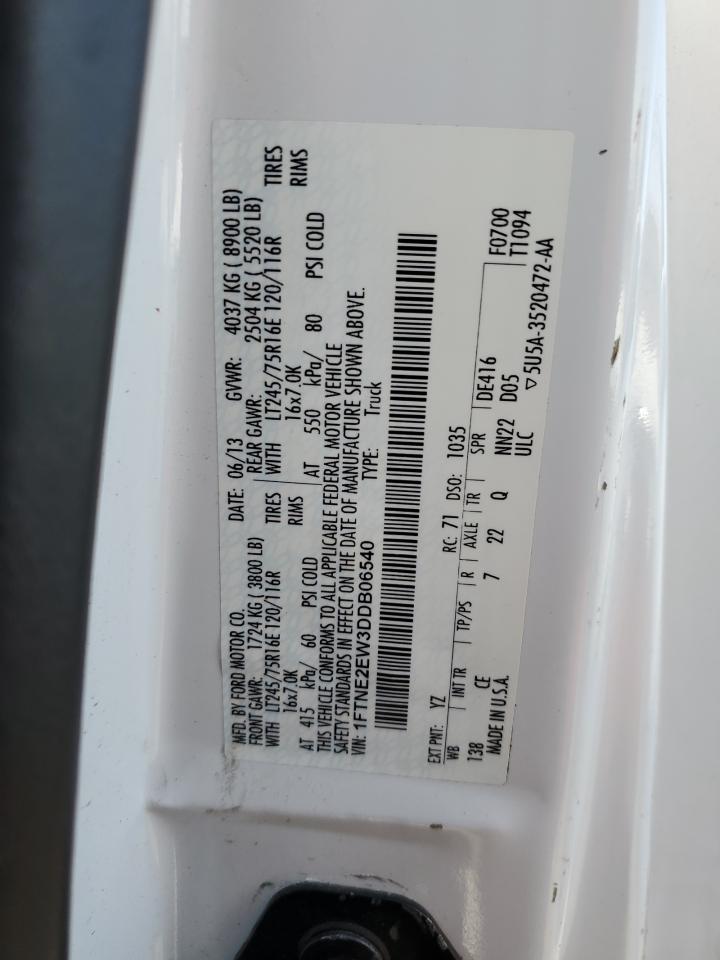 MFD. BY FORD MOTOR CO.
DATE: 06/13 GVWR: 4037 KG ( 8900 LB)
FRONT GAWR: 1724 KG ( 3800 LB) REAR GAWR: 2504 KG ( 5520 LB)
WITH LT245/75R16E 120/116R TIRES WITH LT245/75R16E 120/116R TIRES
16x7.0K RIMS 16x7.0K RIMS
AT 415 kPa/ 60 PSI COLD AT 550 kPa/ 80 PSI COLD
THIS VEHICLE CONFORMS TO ALL APPLICABLE FEDERAL MOTOR VEHICLE
SAFETY STANDARDS IN EFFECT ON THE DATE OF MANUFACTURE SHOWN ABOVE.
VIN: 1FTNE2EW3DDB06540 TYPE: Truck
EXT PNT: YZ RC: 71 DSO: 1035 F0700
WB INT TR TP/PS R AXLE TR SPR DE416 T1094
138 CE 7 22 Q NN22 D05
MADE IN U.S.A. ULC ▽5U5A-3520472-AA